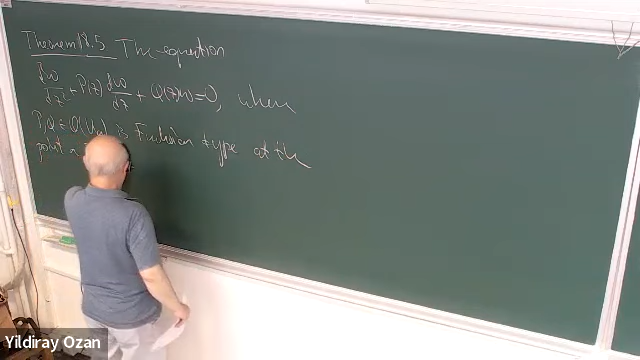 Theorem 18.5 The equation
d²w/dz² + P(z) dw/dz + Q(z)w = 0, where
P, Q ∈ O( is Fuchsian type at the
point
Yildiray Ozan